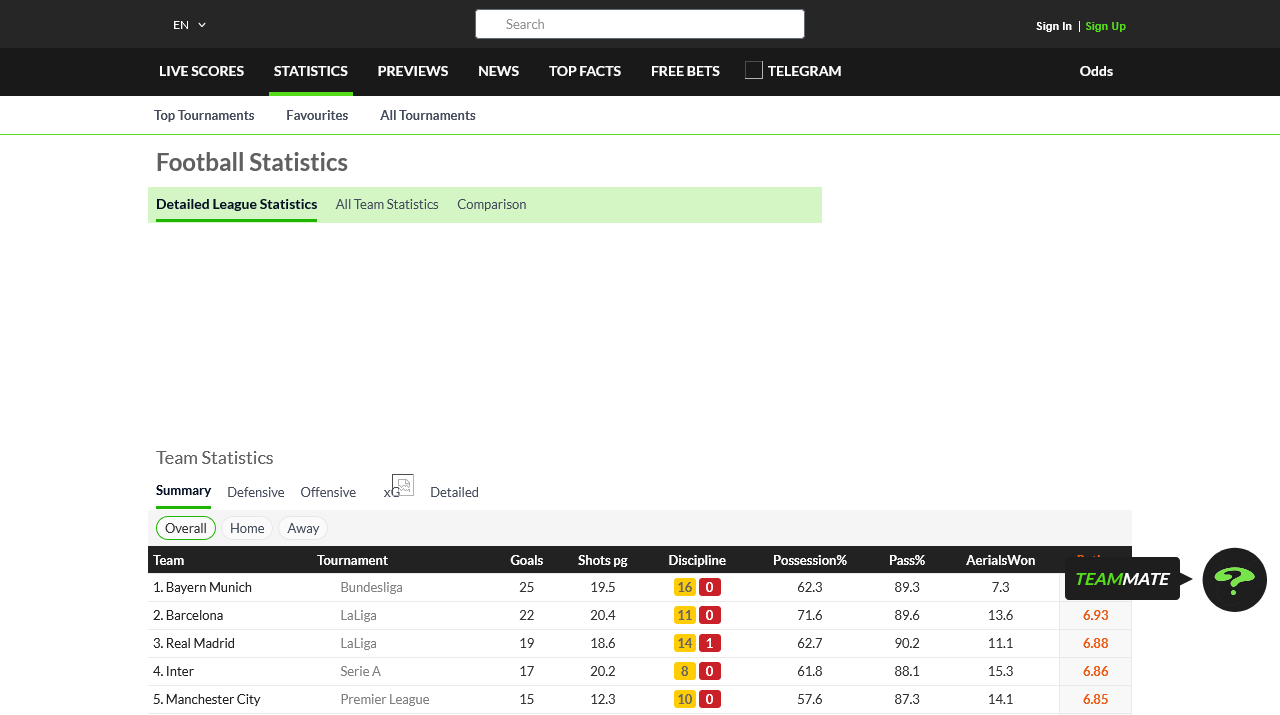 EN
Search
Sign In | Sign Up
LIVE SCORES STATISTICS PREVIEWS NEWS TOP FACTS FREE BETS TELEGRAM Odds
Top Tournaments Favourites All Tournaments
Football Statistics
Detailed League Statistics All Team Statistics Comparison
Team Statistics
Summary Defensive Offensive xG Detailed
Overall Home Away
Team Tournament Goals Shots pg Discipline Possession% Pass% AerialsWon
TEAMMATE
1. Bayern Munich Bundesliga 25 19.5 16 0 62.3 89.3 7.3
2. Barcelona LaLiga 22 20.4 11 0 71.6 89.6 13.6 6.93
3. Real Madrid LaLiga 19 18.6 14 1 62.7 90.2 11.1 6.88
4. Inter Serie A 17 20.2 8 0 61.8 88.1 15.3 6.86
5. Manchester City Premier League 15 12.3 10 0 57.6 87.3 14.1 6.85